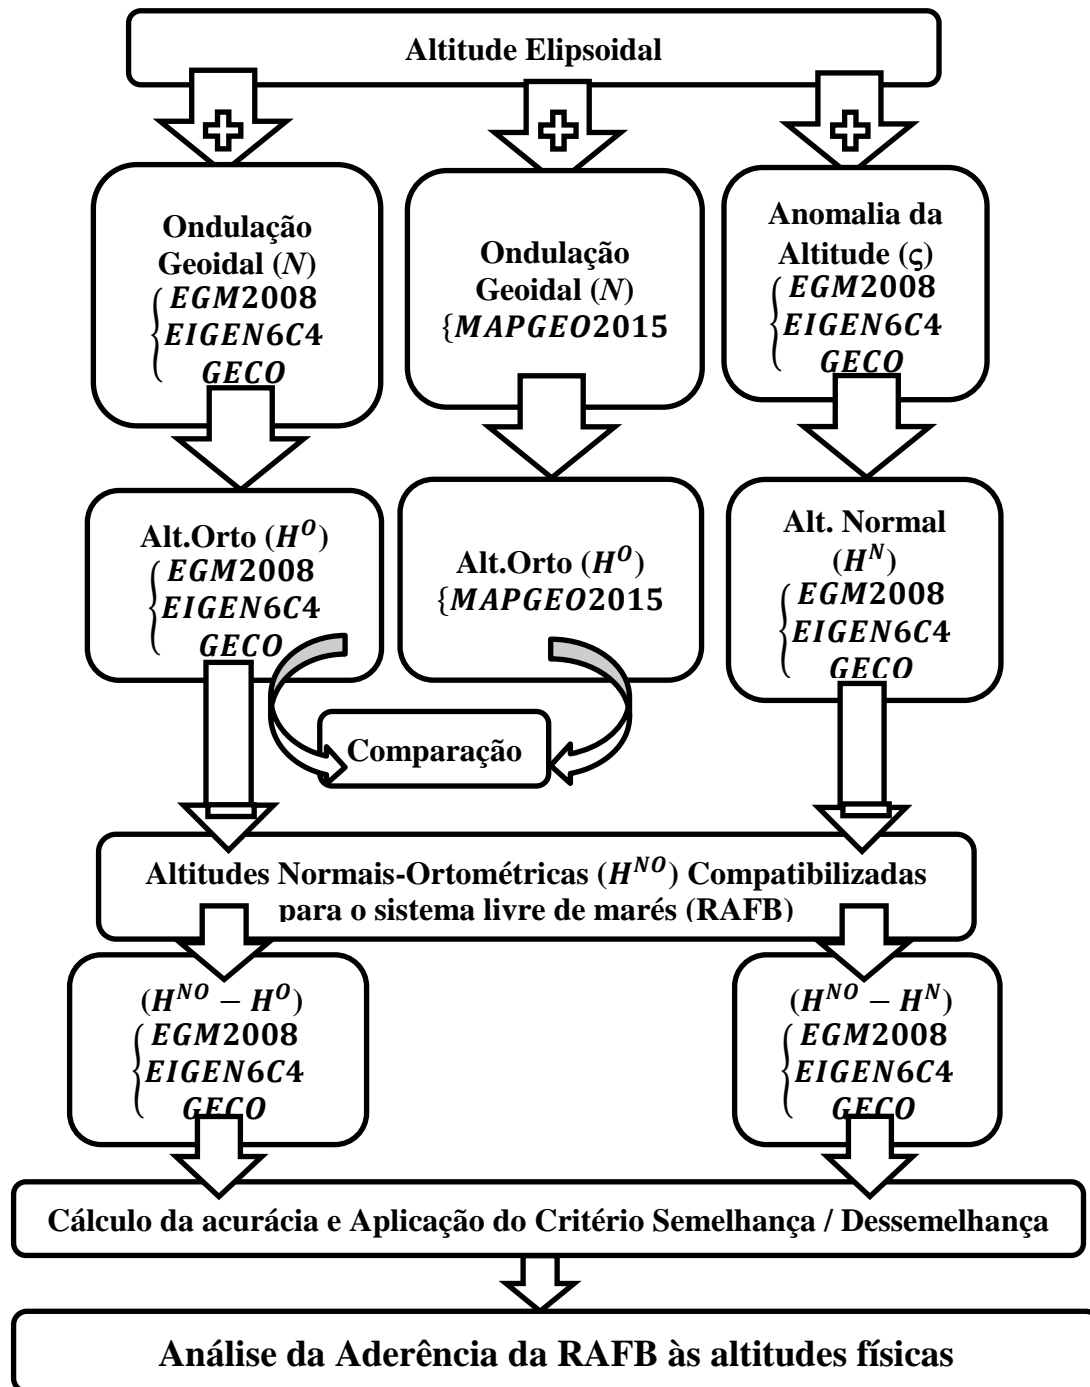 Altitude Elipsoidal
Ondulação
Geoidal (N)
EGM2008
EIGEN6C4
GECO
Ondulação
Geoidal (N)
{MAPGEO2015
Anomalia da
Altitude (ς)
EGM2008
EIGEN6C4
GECO
Alt.Orto (H^O)
EGM2008
EIGEN6C4
GECO
Alt.Orto (H^O)
{MAPGEO2015
Alt. Normal
(H^N)
EGM2008
EIGEN6C4
GECO
Comparação
Altitudes Normais-Ortométricas (H^NO) Compatibilizadas
para o sistema livre de marés (RAFB)
(H^NO − H^O)
EGM2008
EIGEN6C4
GECO
(H^NO − H^N)
EGM2008
EIGEN6C4
GECO
Cálculo da acurácia e Aplicação do Critério Semelhança / Dessemelhança
Análise da Aderência da RAFB às altitudes físicas